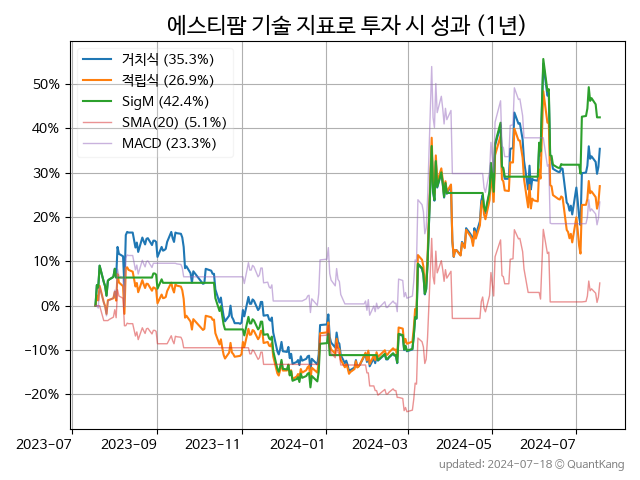 에스티팜 기술 지표로 투자 시 성과 (1년)
거치식 (35.3%)
적립식 (26.9%)
SigM (42.4%)
SMA(20) (5.1%)
MACD (23.3%)
50%
40%
30%
20%
10%
0%
−10%
−20%
2023-07 2023-09 2023-11 2024-01 2024-03 2024-05 2024-07
updated: 2024-07-18 © QuantKang